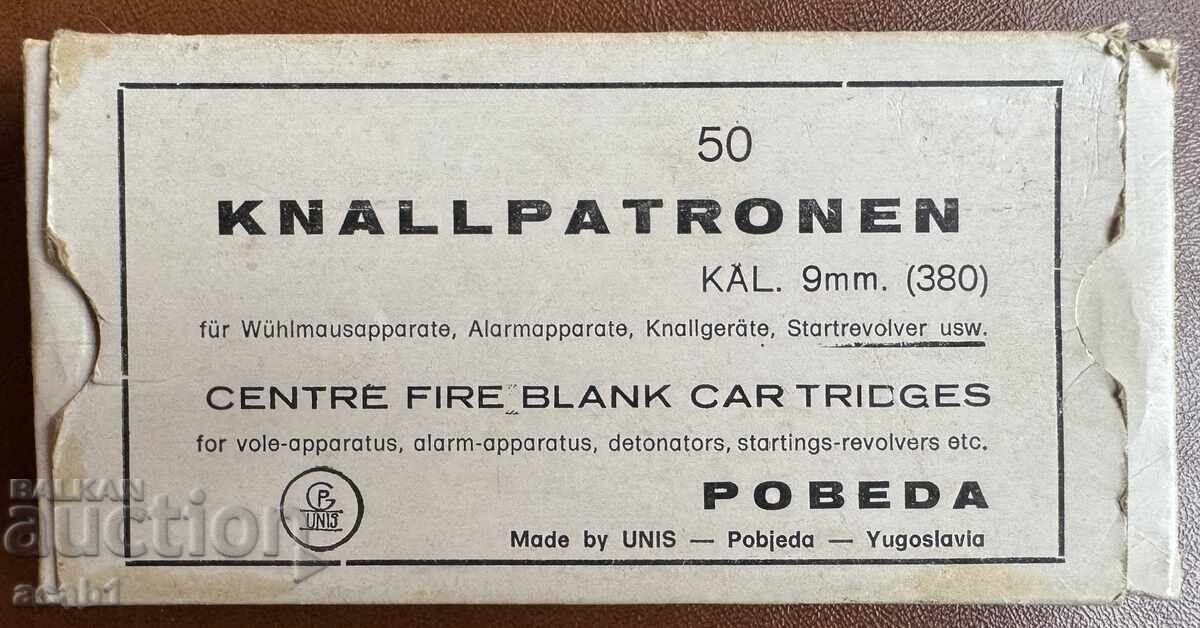 50
KNALLPATRONEN
KAL. 9mm. (380)
für Wühlmausapparate, Alarmapparate, Knallgeräte, Startrevolver usw.
CENTRE FIRE BLANK CAR TRIDGES
for vole-apparatus, alarm-apparatus, detonators, startings-revolvers etc.
GP
UNIS
POBEDA
Made by UNIS — Pobjeda — Yugoslavia
BALKAN
auction
acab1